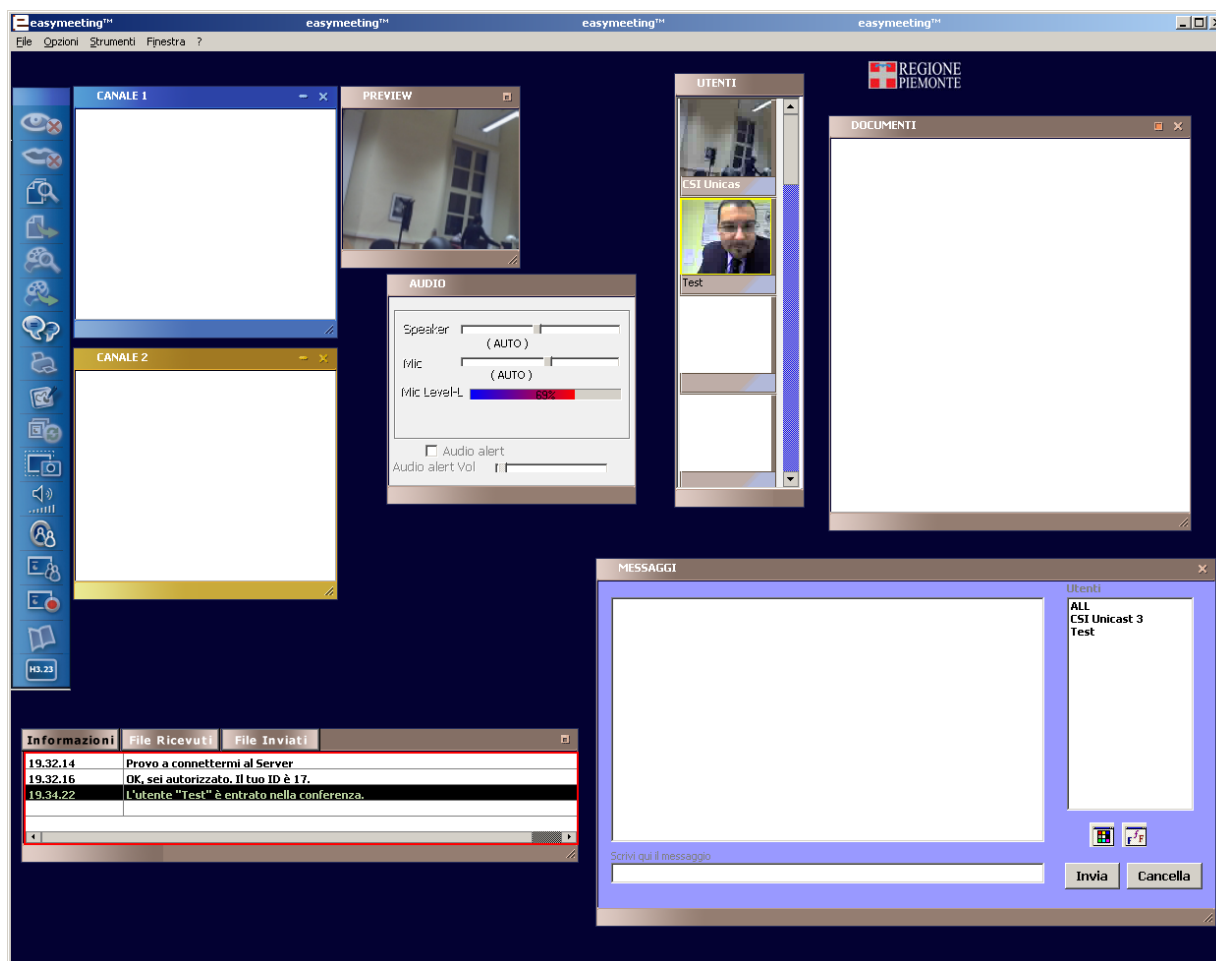 easymeeting™ easymeeting™ easymeeting™ easymeeting™
File Opzioni Strumenti Finestra ?
REGIONE
PIEMONTE
CANALE 1
PREVIEW
UTENTI
DOCUMENTI
CSI Unicas
Test
AUDIO
Speaker
( AUTO )
Mic
( AUTO )
Mic Level-L 69%
Audio alert
Audio alert Vol
CANALE 2
H3.23
MESSAGGI
Utenti
ALL
CSI Unicast 3
Test
Scrivi qui il messaggio
Invia Cancella
Informazioni File Ricevuti File Inviati
19.32.14 Provo a connettermi al Server
19.32.16 OK, sei autorizzato. Il tuo ID è 17.
19.34.22 L'utente "Test" è entrato nella conferenza.